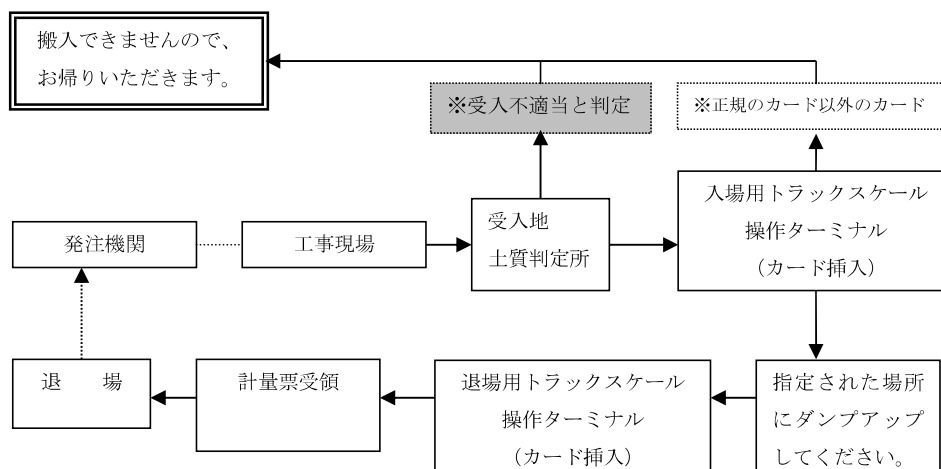 搬入できませんので、
お帰りいただきます。
※受入不適当と判定
※正規のカード以外のカード
発注機関
工事現場
受入地
土質判定所
入場用トラックスケール
操作ターミナル
（カード挿入）
退　　場
計量票受領
退場用トラックスケール
操作ターミナル
（カード挿入）
指定された場所
にダンプアップ
してください。